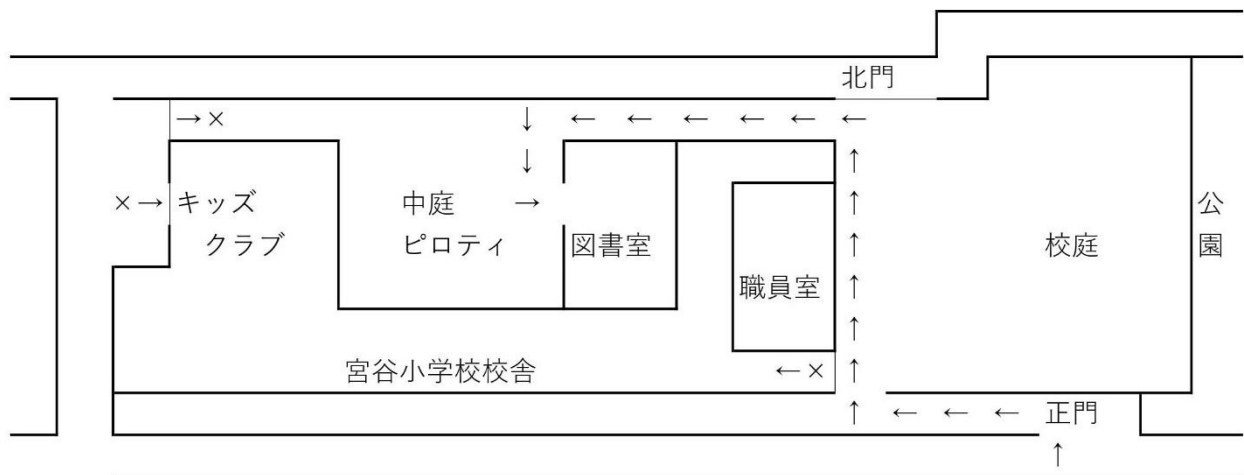 北門
→×
↓ ← ← ← ← ← ←
↓ ↑
×→ キッズ
クラブ
中庭 →
ピロティ
図書室
職員室
校庭
公園
宮谷小学校校舎
←×
↑ ← ← ← 正門
↑